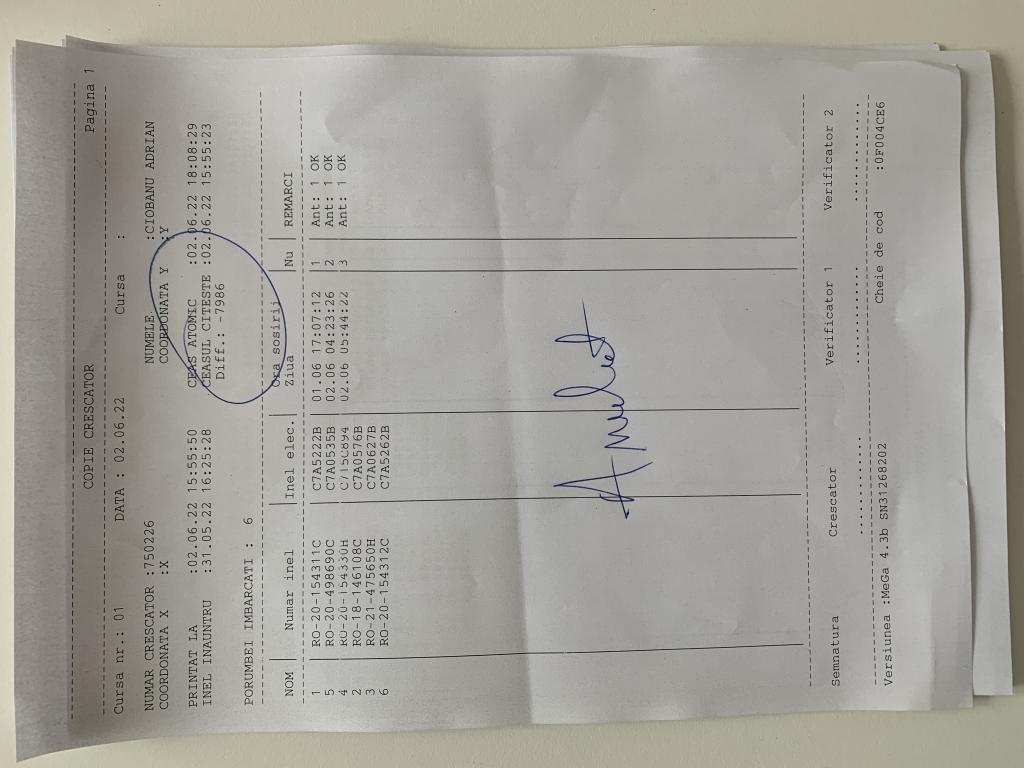 COPIE CRESCATOR Pagina 1
Cursa nr.: 01 DATA : 02.06.22 Cursa :
NUMAR CRESCATOR :750226 NUMELE :CIOBANU ADRIAN
COORDONATA X :X COORDONATA Y :Y
PRINTAT LA :02.06.22 15:55:50 CEAS ATOMIC :02.06.22 18:08:29
INEL INAUNTRU :31.05.22 16:25:28 CEASUL CITESTE :02.06.22 15:55:23
Diff.: -7986
PORUMBEI IMBARCATI : 6
Ora sosirii
NOM Numar inel Inel elec. Ziua Nu REMARCI
1 RO-20-154311C C7A5222B 01.06 17:07:12 1 Ant: 1 OK
5 RO-20-498690C C7A0535B 02.06 04:23:26 2 Ant: 1 OK
4 RO-20-154330H C715C894 02.06 05:44:22 3 Ant: 1 OK
2 RO-18-146108C C7A0576B
3 RO-21-475650H C7A0627B
6 RO-20-154312C C7A5262B
Semnatura Crescator Verificator 1 Verificator 2
Versiunea :MeGa 4.3b SN31268202 Cheie de cod :0F004CE6